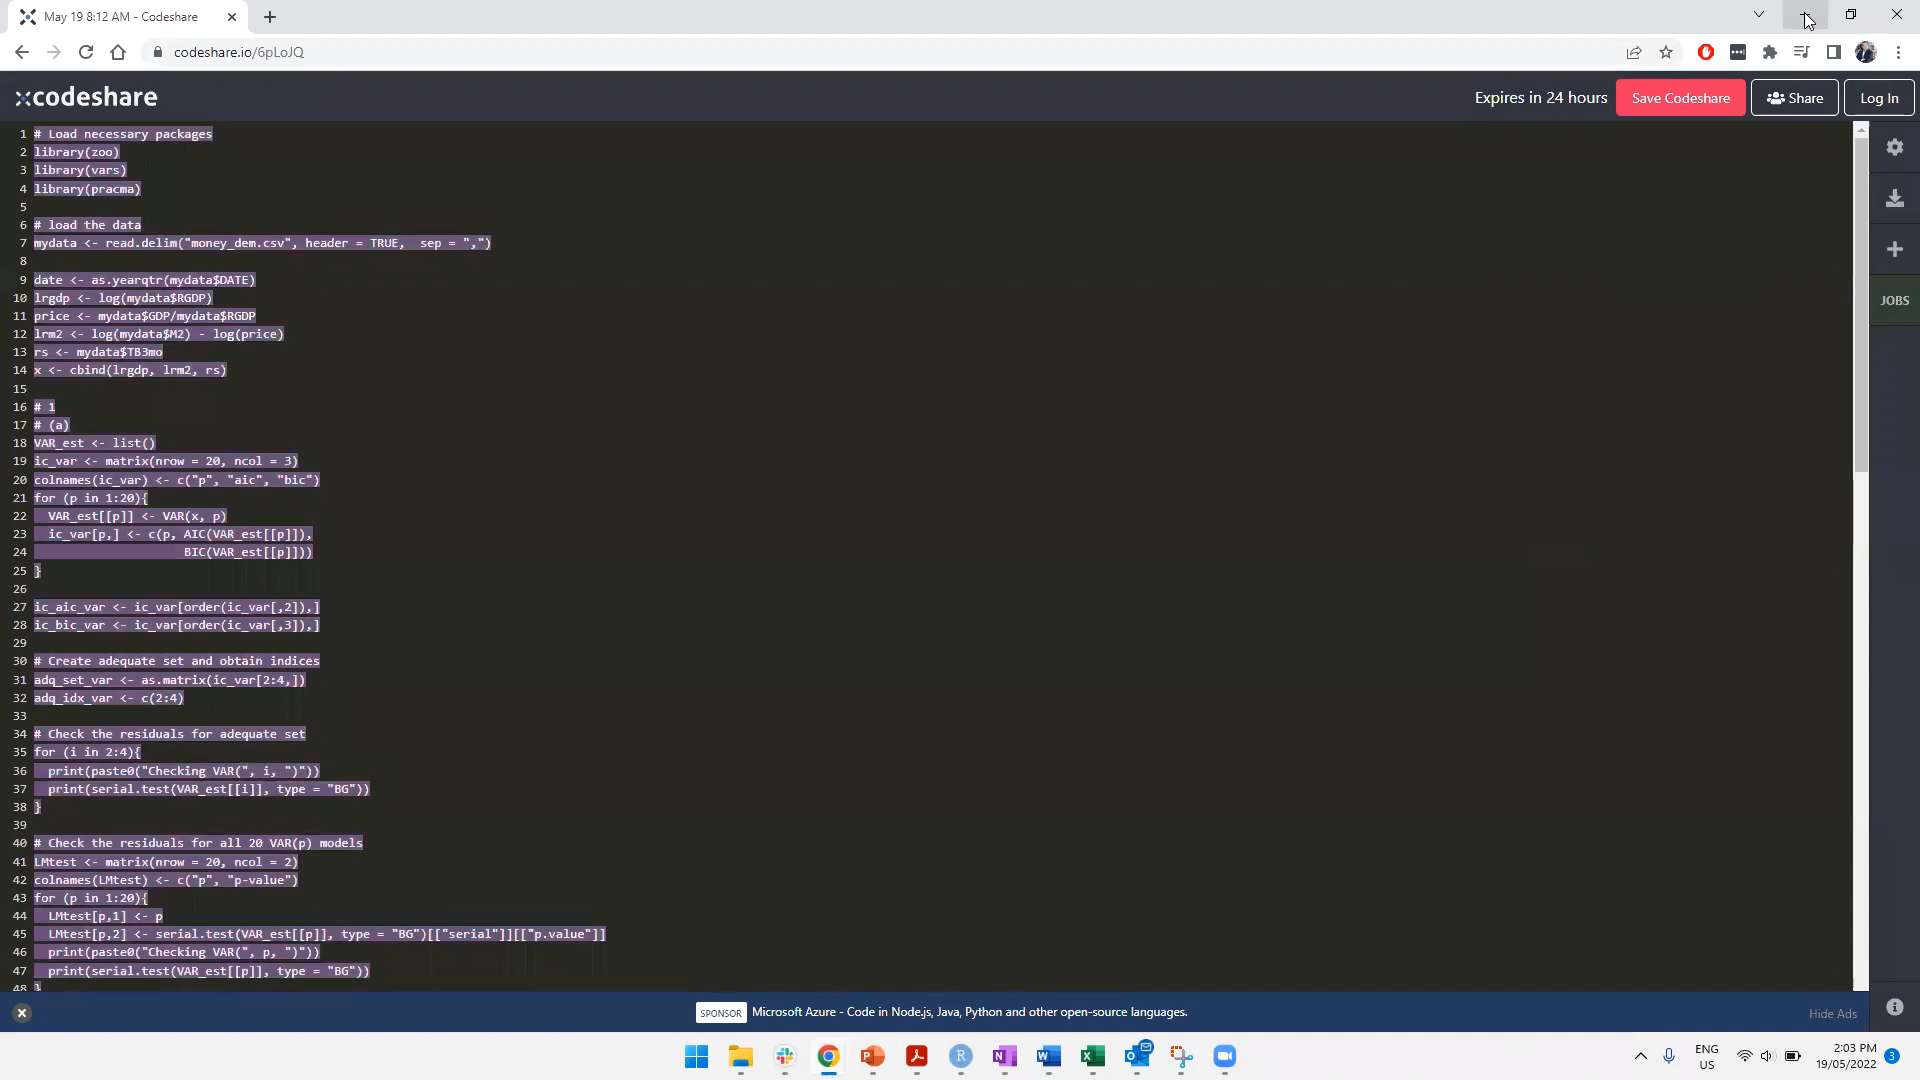 May 19 8:12 AM - Codeshare
codeshare.io/6pLoJQ
codeshare
Expires in 24 hours
Save Codeshare
Share
Log In
1 # Load necessary packages
2 library(zoo)
3 library(vars)
4 library(pracma)
5
6 # load the data
7 mydata <- read.delim("money_dem.csv", header = TRUE,  sep = ",")
8
9 date <- as.yearqtr(mydata$DATE)
10 lrgdp <- log(mydata$RGDP)
11 price <- mydata$GDP/mydata$RGDP
12 lrm2 <- log(mydata$M2) - log(price)
13 rs <- mydata$TB3mo
14 x <- cbind(lrgdp, lrm2, rs)
15
16 # 1
17 # (a)
18 VAR_est <- list()
19 ic_var <- matrix(nrow = 20, ncol = 3)
20 colnames(ic_var) <- c("p", "aic", "bic")
21 for (p in 1:20){
22   VAR_est[[p]] <- VAR(x, p)
23   ic_var[p,] <- c(p, AIC(VAR_est[[p]]),
24                      BIC(VAR_est[[p]]))
25 }
26
27 ic_aic_var <- ic_var[order(ic_var[,2]),]
28 ic_bic_var <- ic_var[order(ic_var[,3]),]
29
30 # Create adequate set and obtain indices
31 adq_set_var <- as.matrix(ic_var[2:4,])
32 adq_idx_var <- c(2:4)
33
34 # Check the residuals for adequate set
35 for (i in 2:4){
36   print(paste0("Checking VAR(", i, ")"))
37   print(serial.test(VAR_est[[i]], type = "BG"))
38 }
39
40 # Check the residuals for all 20 VAR(p) models
41 LMtest <- matrix(nrow = 20, ncol = 2)
42 colnames(LMtest) <- c("p", "p-value")
43 for (p in 1:20){
44   LMtest[p,1] <- p
45   LMtest[p,2] <- serial.test(VAR_est[[p]], type = "BG")[["serial"]][["p.value"]]
46   print(paste0("Checking VAR(", p, ")"))
47   print(serial.test(VAR_est[[p]], type = "BG"))
48 }
JOBS
SPONSOR Microsoft Azure - Code in Node.js, Java, Python and other open-source languages.
Hide Ads
ENG
US
2:03 PM
19/05/2022
3